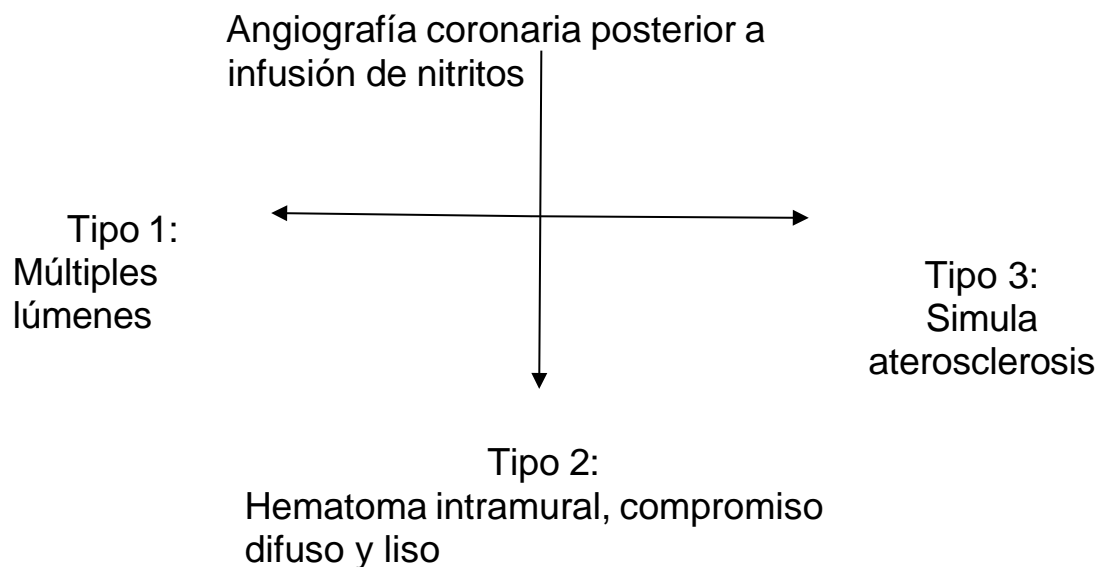 Angiografía coronaria posterior a
infusión de nitritos
Tipo 1:
Múltiples
lúmenes
Tipo 3:
Simula
aterosclerosis
Tipo 2:
Hematoma intramural, compromiso
difuso y liso